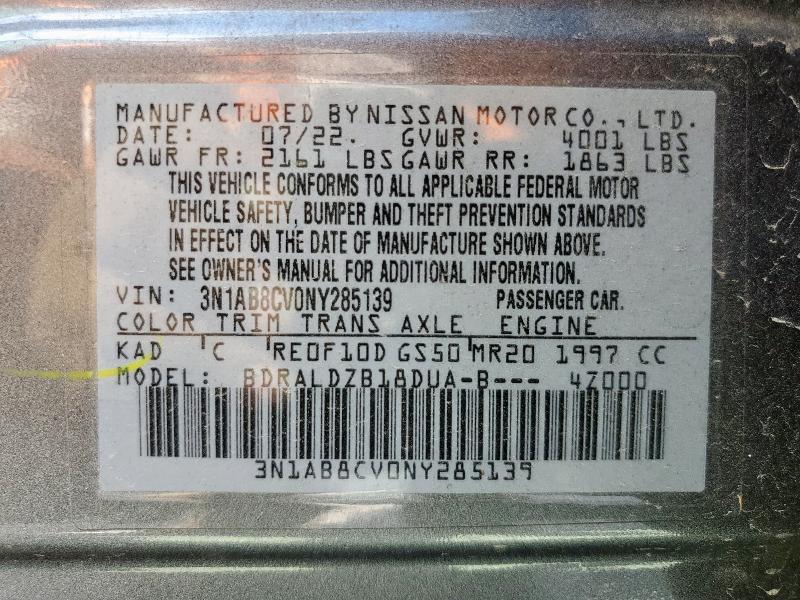 MANUFACTURED BY NISSAN MOTOR CO., LTD.
DATE: 07/22. GVWR: 4001 LBS
GAWR FR: 2161 LBS GAWR RR: 1863 LBS
THIS VEHICLE CONFORMS TO ALL APPLICABLE FEDERAL MOTOR
VEHICLE SAFETY, BUMPER AND THEFT PREVENTION STANDARDS
IN EFFECT ON THE DATE OF MANUFACTURE SHOWN ABOVE.
SEE OWNER'S MANUAL FOR ADDITIONAL INFORMATION.
VIN: 3N1AB8CV0NY285139 PASSENGER CAR.
COLOR TRIM TRANS AXLE ENGINE
KAD C RE0F10D GS50 MR20 1997 CC
MODEL: BDRALDZB18DUA-B--- 4Z000
3N1AB8CV0NY285139